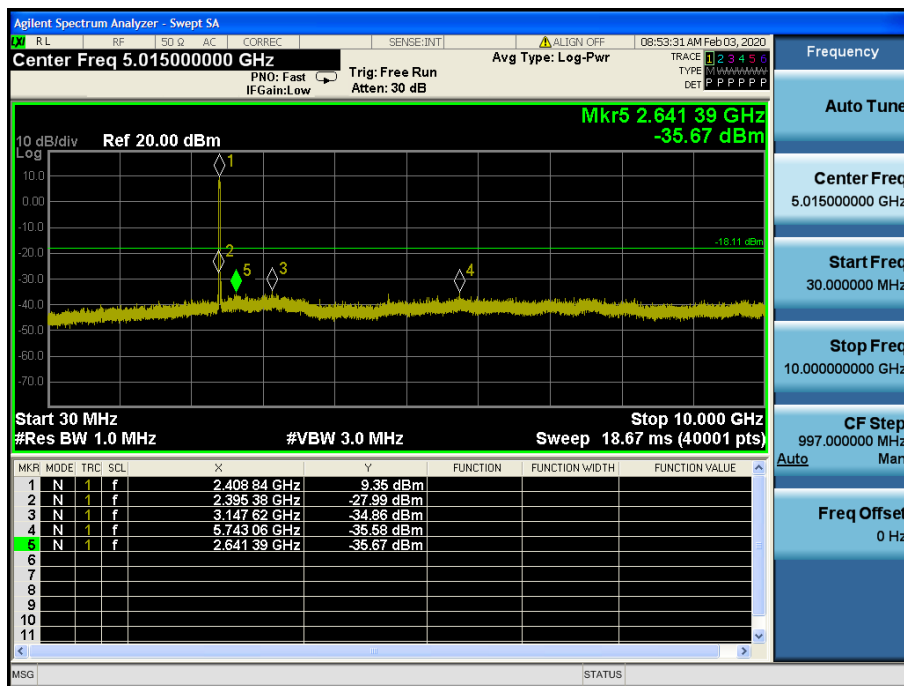 Agilent Spectrum Analyzer - Swept SA
LXI RL RF 50 Ω AC CORREC SENSE:INT ALIGN OFF 08:53:31 AM Feb 03, 2020
Center Freq 5.015000000 GHz
PNO: Fast
IFGain:Low
Trig: Free Run
Atten: 30 dB
Avg Type: Log-Pwr
TRACE 1 2 3 4 5 6
TYPE M WWWWW
DET P P P P P P
Mkr5 2.641 39 GHz
-35.67 dBm
10 dB/div Ref 20.00 dBm
Log
10.0
0.00
-10.0
-20.0
-30.0
-40.0
-50.0
-60.0
-70.0
1
2
5
3
4
-18.11 dBm
Start 30 MHz Stop 10.000 GHz
#Res BW 1.0 MHz #VBW 3.0 MHz Sweep 18.67 ms (40001 pts)
MKR MODE TRC SCL X Y FUNCTION FUNCTION WIDTH FUNCTION VALUE
1 N 1 f 2.408 84 GHz 9.35 dBm
2 N 1 f 2.395 38 GHz -27.99 dBm
3 N 1 f 3.147 62 GHz -34.86 dBm
4 N 1 f 5.743 06 GHz -35.58 dBm
5 N 1 f 2.641 39 GHz -35.67 dBm
6
7
8
9
10
11
MSG STATUS
Frequency
Auto Tune
Center Freq
5.015000000 GHz
Start Freq
30.000000 MHz
Stop Freq
10.000000000 GHz
CF Step
997.000000 MHz
Auto Man
Freq Offset
0 Hz